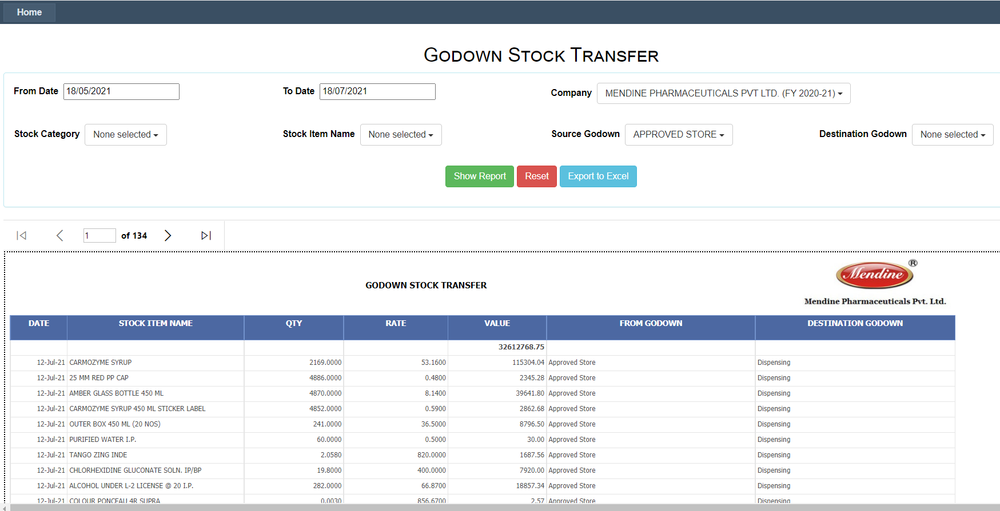 Home
Godown Stock Transfer
From Date 18/05/2021 To Date 18/07/2021 Company MENDINE PHARMACEUTICALS PVT LTD. (FY 2020-21)
Stock Category None selected Stock Item Name None selected Source Godown APPROVED STORE Destination Godown None selected
Show Report Reset Export to Excel
1 of 134
Mendine ®
GODOWN STOCK TRANSFER
Mendine Pharmaceuticals Pvt. Ltd.
DATE STOCK ITEM NAME QTY RATE VALUE FROM GODOWN DESTINATION GODOWN
32612768.75
12-Jul-21 CARMOZYME SYRUP 2169.0000 53.1600 115304.04 Approved Store Dispensing
12-Jul-21 25 MM RED PP CAP 4886.0000 0.4800 2345.28 Approved Store Dispensing
12-Jul-21 AMBER GLASS BOTTLE 450 ML 4870.0000 8.1400 39641.80 Approved Store Dispensing
12-Jul-21 CARMOZYME SYRUP 450 ML STICKER LABEL 4852.0000 0.5900 2862.68 Approved Store Dispensing
12-Jul-21 OUTER BOX 450 ML (20 NOS) 241.0000 36.5000 8796.50 Approved Store Dispensing
12-Jul-21 PURIFIED WATER I.P. 60.0000 0.5000 30.00 Approved Store Dispensing
12-Jul-21 TANGO ZING INDE 2.0580 820.0000 1687.56 Approved Store Dispensing
12-Jul-21 CHLORHEXIDINE GLUCONATE SOLN. IP/BP 19.8000 400.0000 7920.00 Approved Store Dispensing
12-Jul-21 ALCOHOL UNDER L-2 LICENSE @ 20 I.P. 282.0000 66.8700 18857.34 Approved Store Dispensing
12-Jul-21 COLOUR PONCEAU 4R SUPRA 0.0030 856.6700 2.57 Approved Store Dispensing